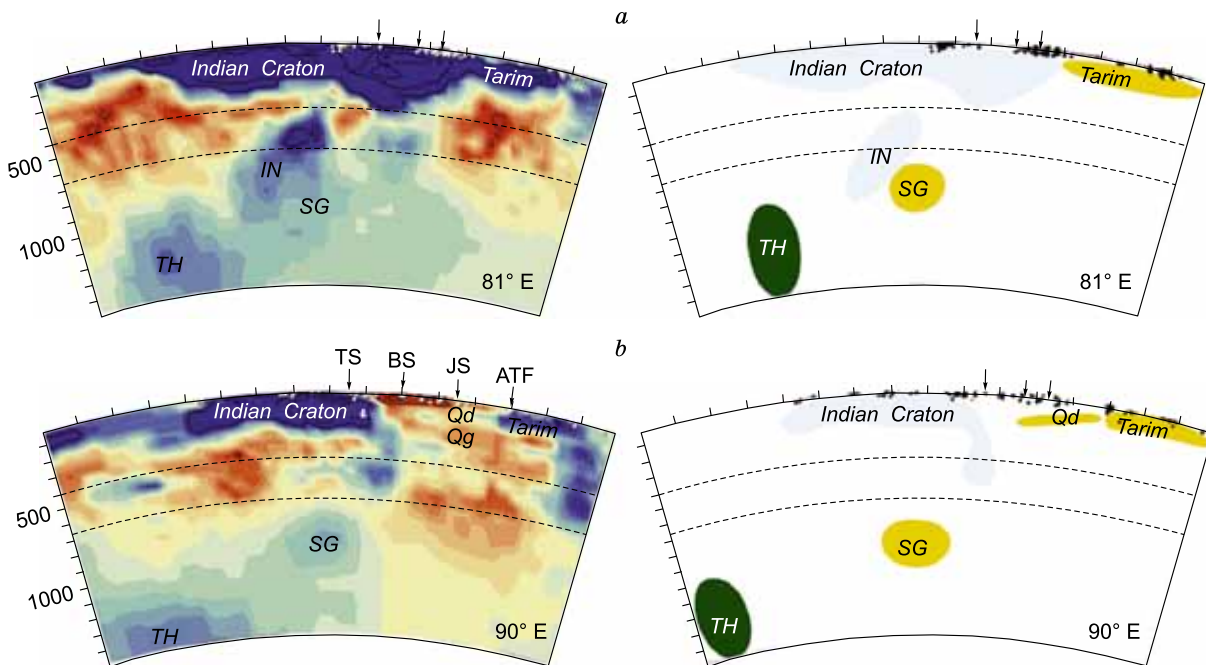 a
Indian Craton
Tarim
500
1000
IN
SG
TH
81° E
Indian Craton
Tarim
IN
SG
TH
81° E
b
TS
BS
JS
ATF
Indian Craton
Qd
Qg
Tarim
500
1000
SG
TH
90° E
Indian Craton
Qd
Tarim
SG
TH
90° E